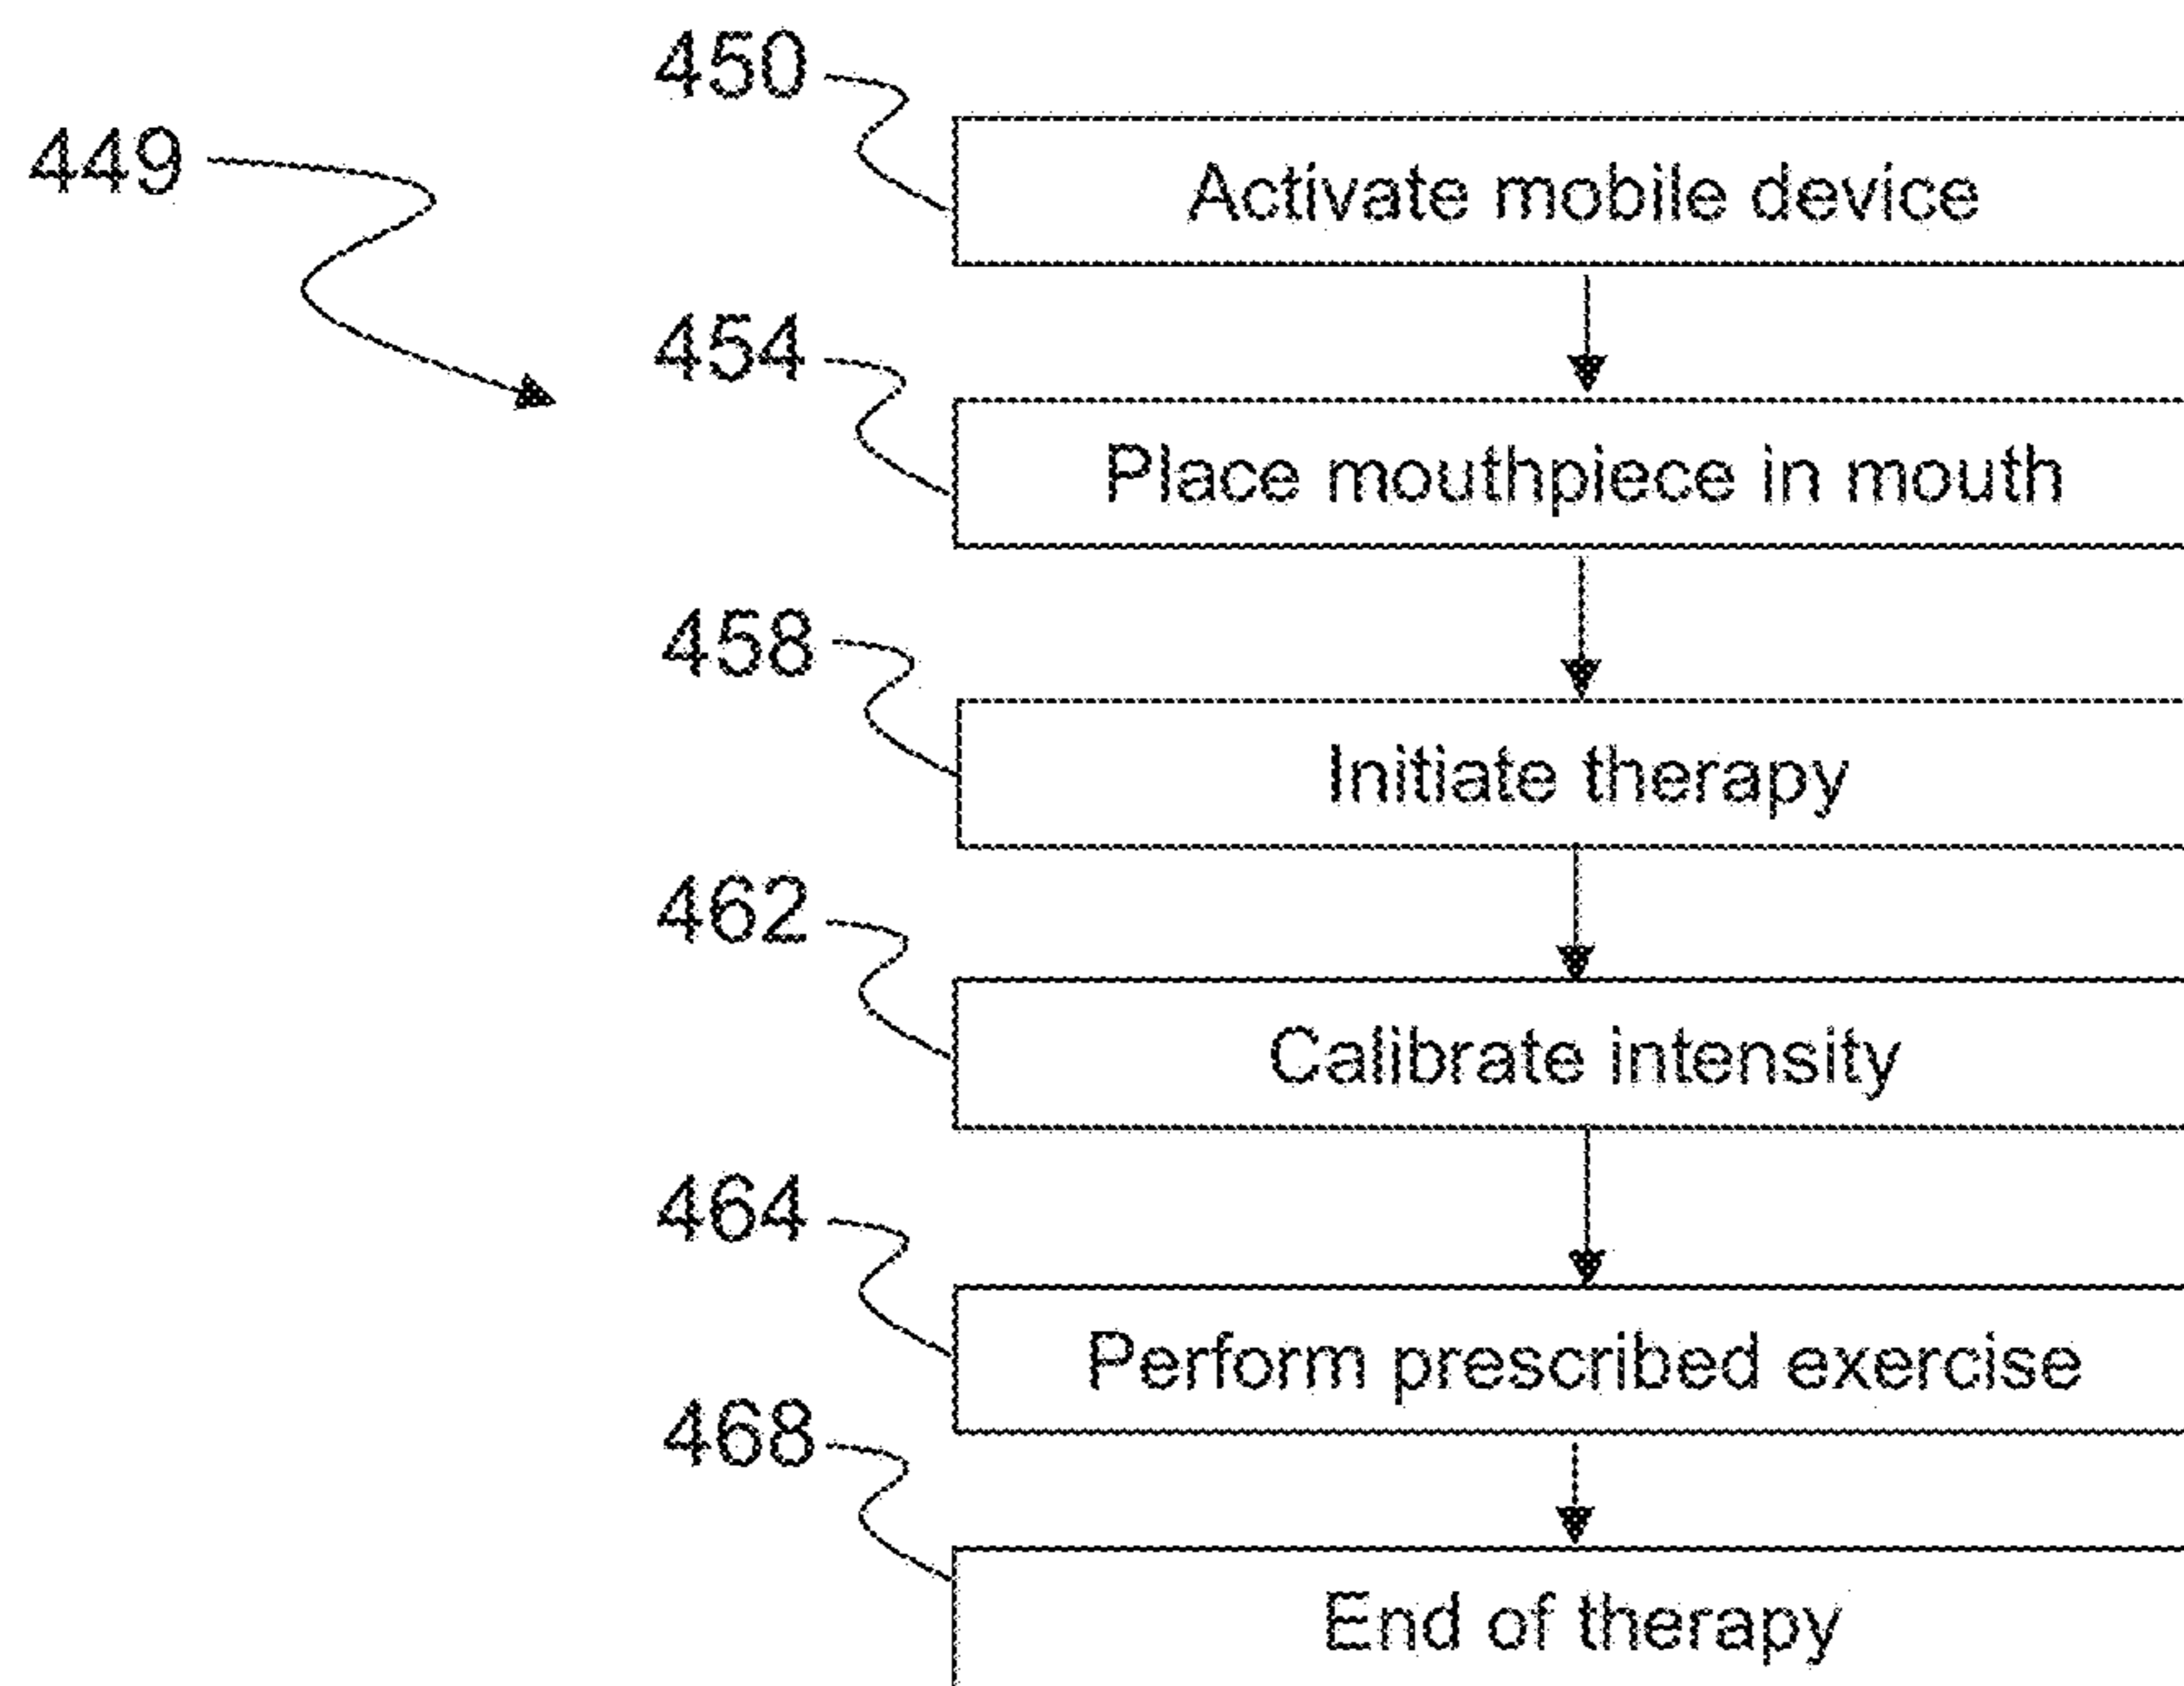 450
Activate mobile device
449
454
Place mouthpiece in mouth
458
Initiate therapy
462
Calibrate intensity
464
Perform prescribed exercise
468
End of therapy